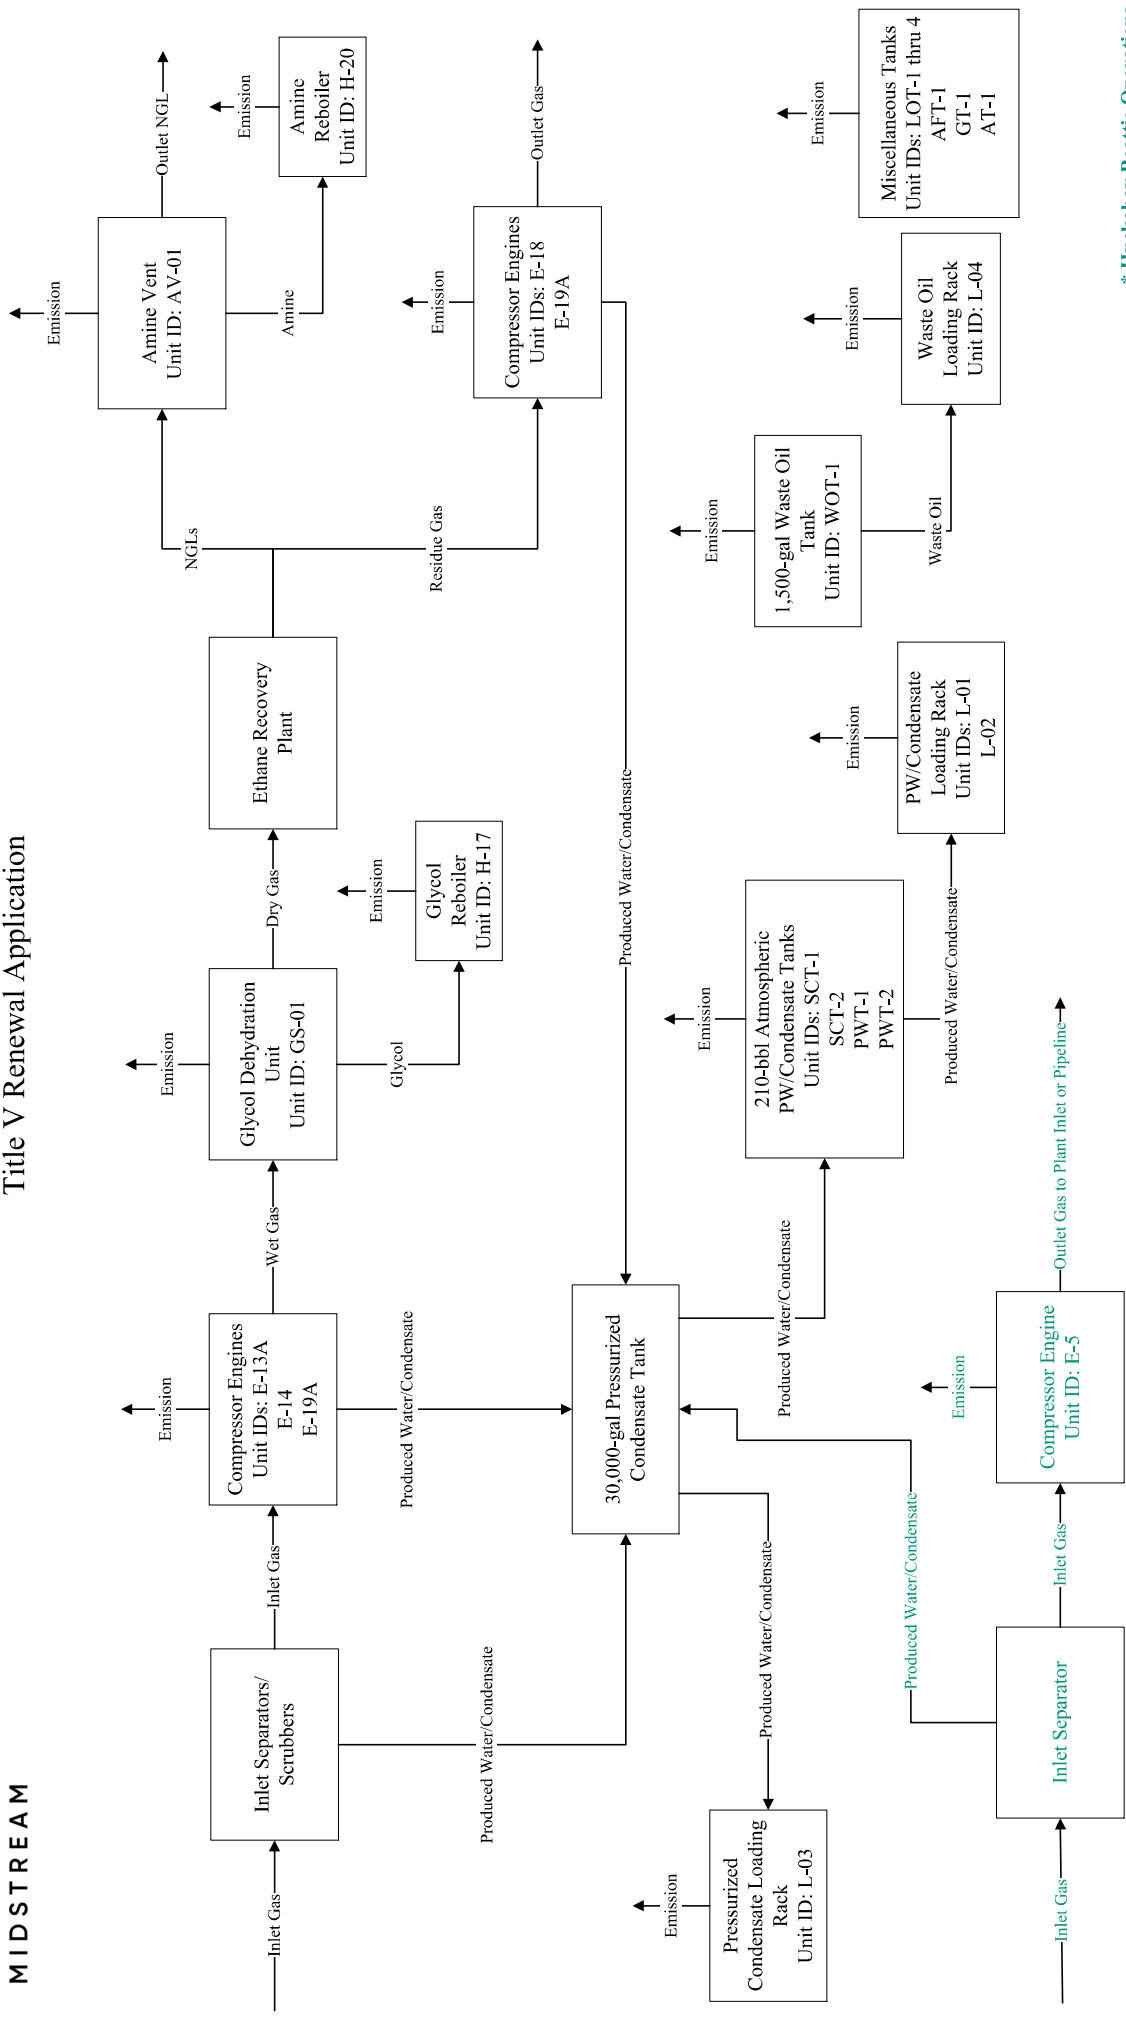 MIDSTREAM
Title V Renewal Application
Emission
Emission
Emission
Emission
Amine Vent
Unit ID: AV-01
Outlet NGL
NGLs
Inlet Gas
Inlet Separators/
Scrubbers
Inlet Gas
Compressor Engines
Unit IDs: E-13A
E-14
E-19A
Wet Gas
Glycol Dehydration
Unit
Unit ID: GS-01
Dry Gas
Ethane Recovery
Plant
Amine
Emission
Amine
Reboiler
Unit ID: H-20
Emission
Glycol
Glycol
Reboiler
Unit ID: H-17
Produced Water/Condensate
Produced Water/Condensate
Residue Gas
Emission
Compressor Engines
Unit IDs: E-18
E-19A
Outlet Gas
Produced Water/Condensate
30,000-gal Pressurized
Condensate Tank
Emission
Pressurized
Condensate Loading
Rack
Unit ID: L-03
Produced Water/Condensate
Produced Water/Condensate
Emission
210-bbl Atmospheric
PW/Condensate Tanks
Unit IDs: SCT-1
SCT-2
PWT-1
PWT-2
Produced Water/Condensate
Emission
PW/Condensate
Loading Rack
Unit IDs: L-01
L-02
Emission
1,500-gal Waste Oil
Tank
Unit ID: WOT-1
Waste Oil
Emission
Waste Oil
Loading Rack
Unit ID: L-04
Emission
Miscellaneous Tanks
Unit IDs: LOT-1 thru 4
AFT-1
GT-1
AT-1
Produced Water/Condensate
Emission
Inlet Gas
Inlet Separator
Inlet Gas
Compressor Engine
Unit ID: E-5
Outlet Gas to Plant Inlet or Pipeline